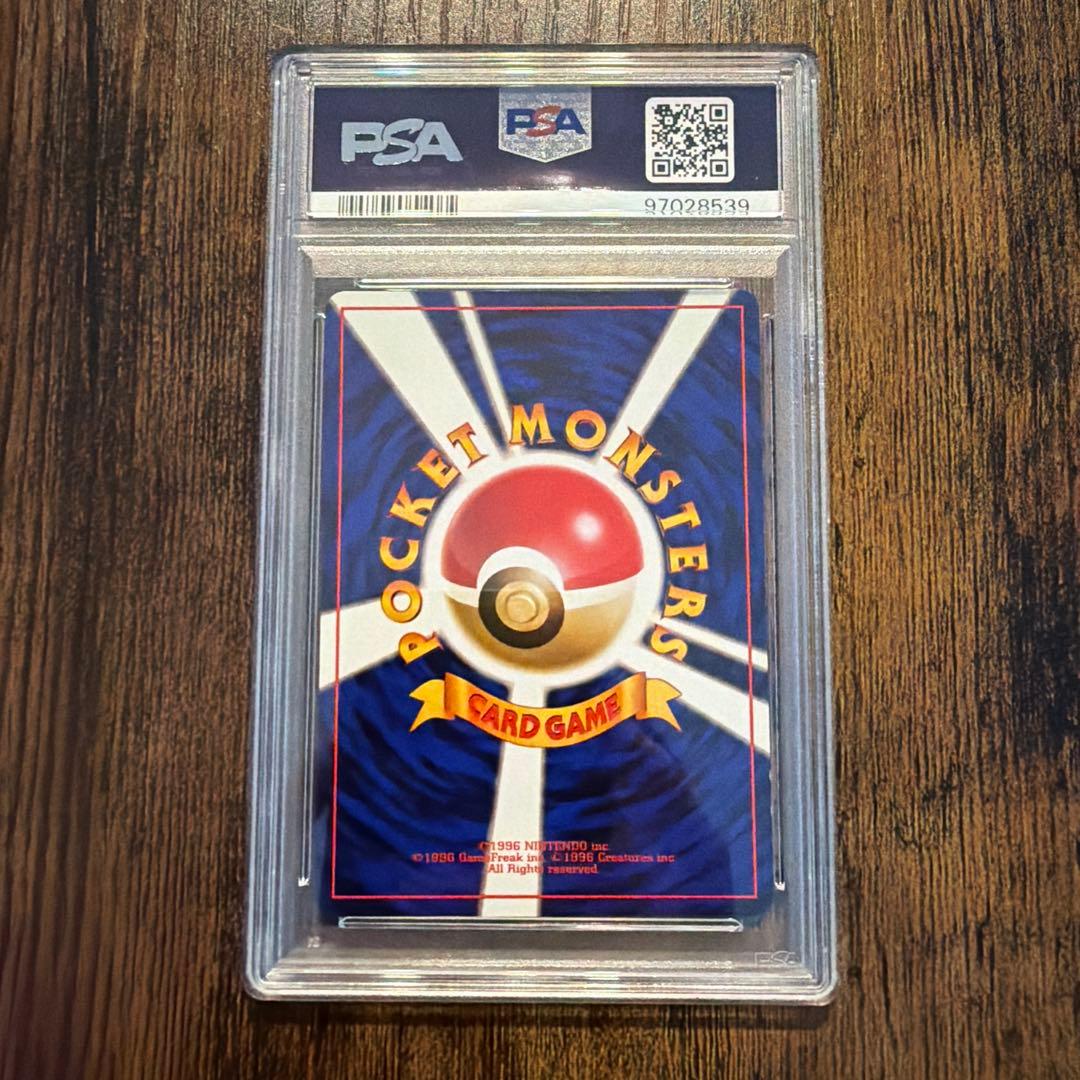 PSA
PSA
97028539
POCKET MONSTERS
CARD GAME
©1996 NINTENDO inc.
©1996 GameFreak inc. ©1996 Creatures inc.
All Rights reserved.
PSA